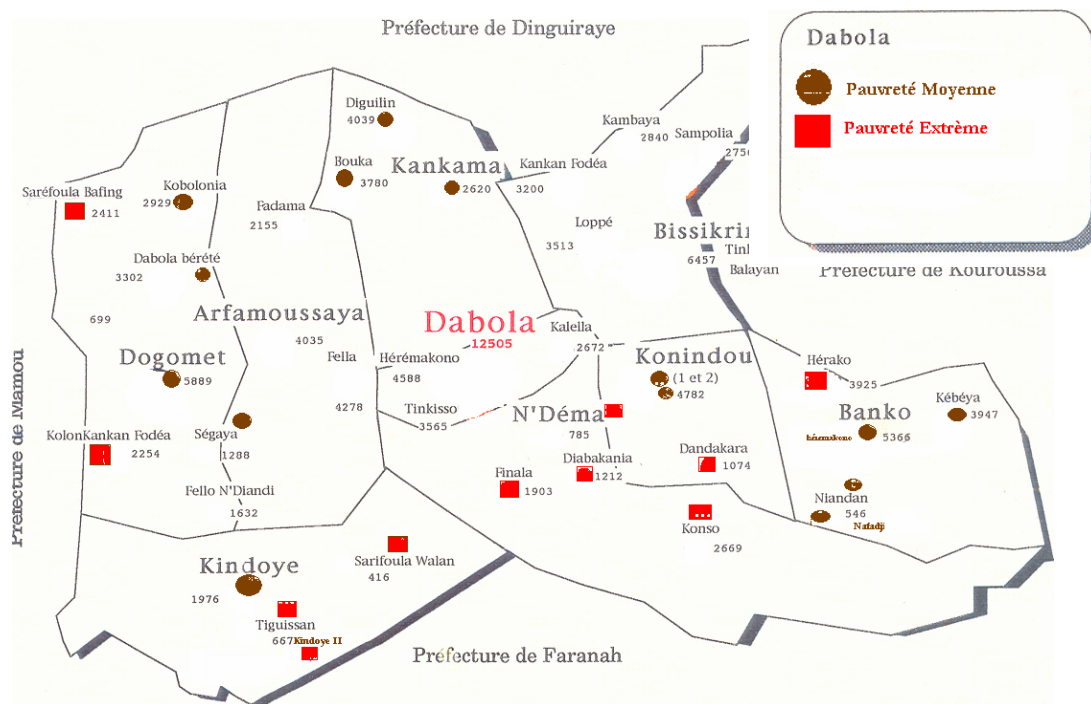 Préfecture de Dinguiraye
Dabola
Pauvreté Moyenne
Pauvreté Extrême
Diguilin
4039
Kambaya
2840
Sampolia
2756
Bouka
3780
Kankama
2620
Kankan Fodéa
3200
Saréfoula Bafing
2411
Kobolonia
2929
Fadama
2155
Loppé
3513
Bissikrin
6457
Balayan
Préfecture de Kouroussa
Dabola bérété
3302
699
Arfamoussaya
4035
Dabola
12505
Kalella
2672
Fella
4278
Hérémakono
4588
Konindou
(1 et 2)
4782
Hérako
3925
Dogomet
5889
Préfecture de Mamou
Tinkisso
3565
N'Déma
785
Banko
5366
hérémakono
Kébéya
3947
KolonKankan Fodéa
2254
Ségaya
1288
Fello N'Diandi
1632
Finala
1903
Diabakania
1212
Dandakara
1074
Niandan
546
Nafadji
Konso
2669
Kindoye
1976
Sarifoula Walan
416
Tiguissan
667
Kindoye II
Préfecture de Faranah